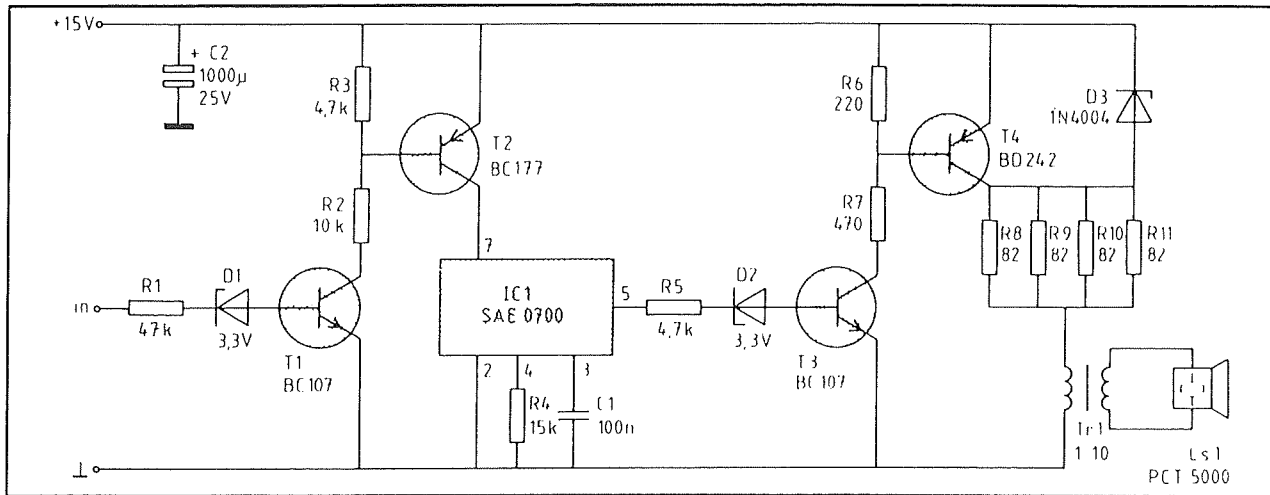 +15V
+ C2
1000µ
25V
R3
4,7k
T2
BC177
R2
10k
in
R1
47k
D1
3,3V
T1
BC107
7
IC1
SAE 0700
5
2
4
3
R4
15k
C1
100n
R5
4,7k
D2
3,3V
T3
BC107
R6
220
R7
470
T4
BD242
D3
1N4004
R8
82
R9
82
R10
82
R11
82
Tr1
1 10
Ls1
PCT 5000
⊥